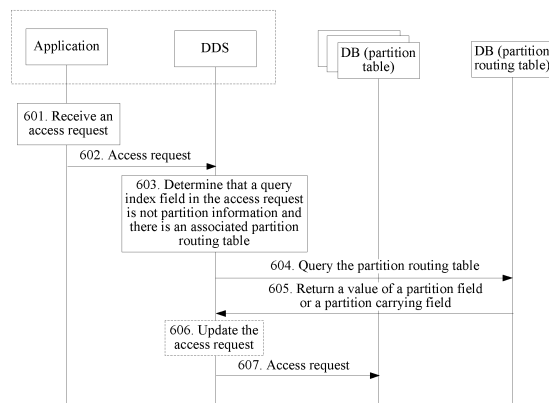 Application
DDS
DB (partition
table)
DB (partition
routing table)
601. Receive an
access request
602. Access request
603. Determine that a query
index field in the access request
is not partition information and
there is an associated partition
routing table
604. Query the partition routing table
605. Return a value of a partition field
or a partition carrying field
606. Update the
access request
607. Access request